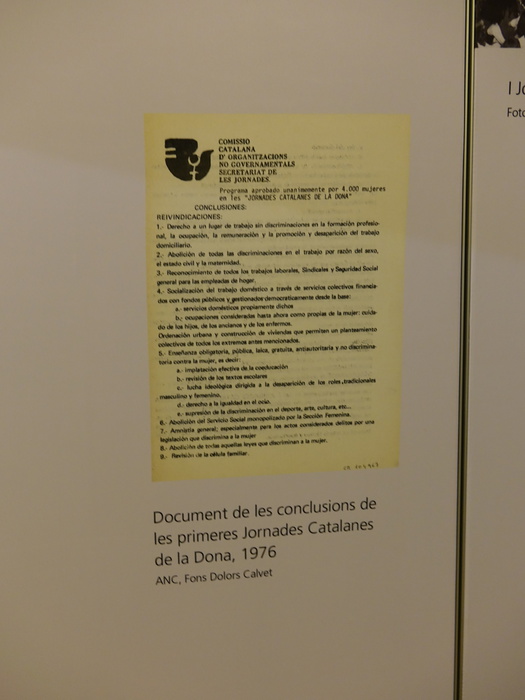 COMISSIO
CATALANA
D' ORGANITZACIONS
NO GOVERNAMENTALS
SECRETARIAT DE
LES JORNADES.
Programa aprobado unanimemente por 4.000 mujeres
en les "JORNADES CATALANES DE LA DONA"
CONCLUSIONES:
REIVINDICACIONES:
1.- Derecho a un lugar de trabajo sin discriminaciones en la formación profesio-
nal, la ocupación, la remuneración y la promoción y desaparición del trabajo
domiciliario.
2.- Abolición de todas las discriminaciones en el trabajo por razón del sexo,
el estado civil y la maternidad.
3.- Reconocimiento de todos los trabajos laborales, Sindicales y Seguridad Social
general para las empleadas de hogar.
4.- Socialización del trabajo doméstico a través de servicios colectivos financia-
dos con fondos públicos y gestionados democraticamente desde la base:
a.- servicios domésticos propiamente dichos
b.- ocupaciones consideradas hasta ahora como propias de la mujer: cuida-
do de los hijos, de los ancianos y de los enfermos.
Ordenación urbana y construcción de viviendas que permitan un planteamiento
colectivo de todos los extremos antes mencionados.
5.- Enseñanza obligatoria, pública, laica, gratuita, antiautoritaria y no discrimina
toria contra la mujer, es decir:
a.- implantación efectiva de la coeducación
b.- revisión de los textos escolares
c.- lucha ideológica dirigida a la desaparición de los roles tradicionales
masculino y femenino.
d.- derecho a la igualdad en el ocio.
e.- supresión de la discriminación en el deporte, arte, cultura, etc...
6.- Abolición del Servicio Social monopolizado por la Sección Femenina.
7.- Amnistía general; especialmente para los actos considerados delitos por una
legislación que discrimina a la mujer
8.- Abolición de todas aquellas leyes que discriminan a la mujer.
9.- Revisión de la célula familiar.
Document de les conclusions de
les primeres Jornades Catalanes
de la Dona, 1976
ANC, Fons Dolors Calvet
I Jo
Foto